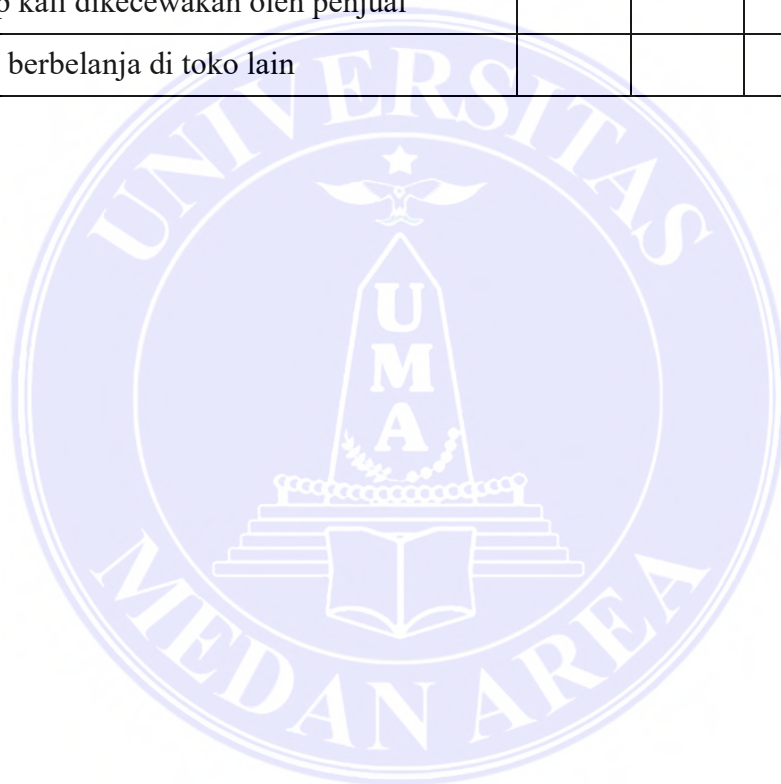 kali dikecewakan oleh penjual
berbelanja di toko lain
UNIVERSITAS
U
M
A
MEDAN AREA